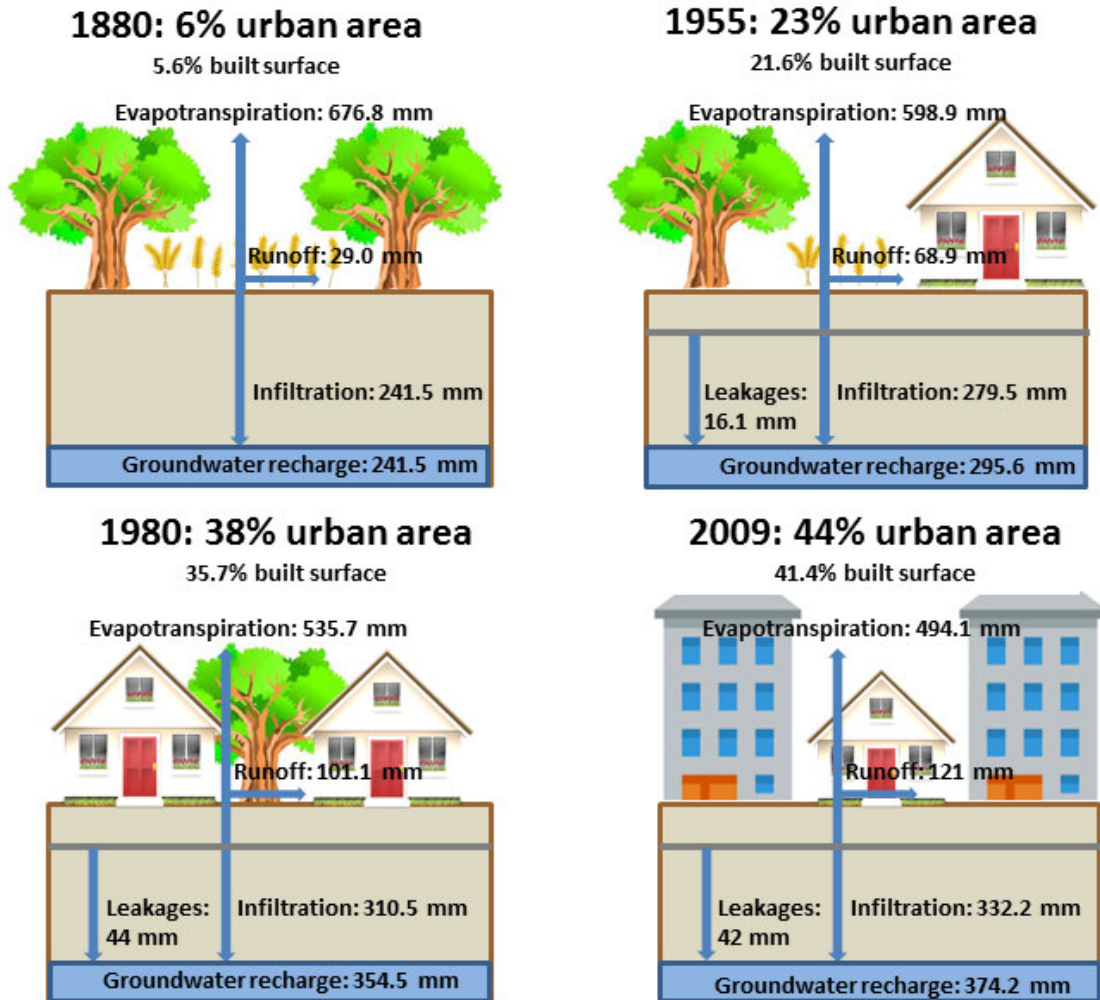 1880: 6% urban area
5.6% built surface
Evapotranspiration: 676.8 mm
Runoff: 29.0 mm
Infiltration: 241.5 mm
Groundwater recharge: 241.5 mm
1955: 23% urban area
21.6% built surface
Evapotranspiration: 598.9 mm
Runoff: 68.9 mm
Leakages:
16.1 mm
Infiltration: 279.5 mm
Groundwater recharge: 295.6 mm
1980: 38% urban area
35.7% built surface
Evapotranspiration: 535.7 mm
Runoff: 101.1 mm
Leakages:
44 mm
Infiltration: 310.5 mm
Groundwater recharge: 354.5 mm
2009: 44% urban area
41.4% built surface
Evapotranspiration: 494.1 mm
Runoff: 121 mm
Leakages:
42 mm
Infiltration: 332.2 mm
Groundwater recharge: 374.2 mm